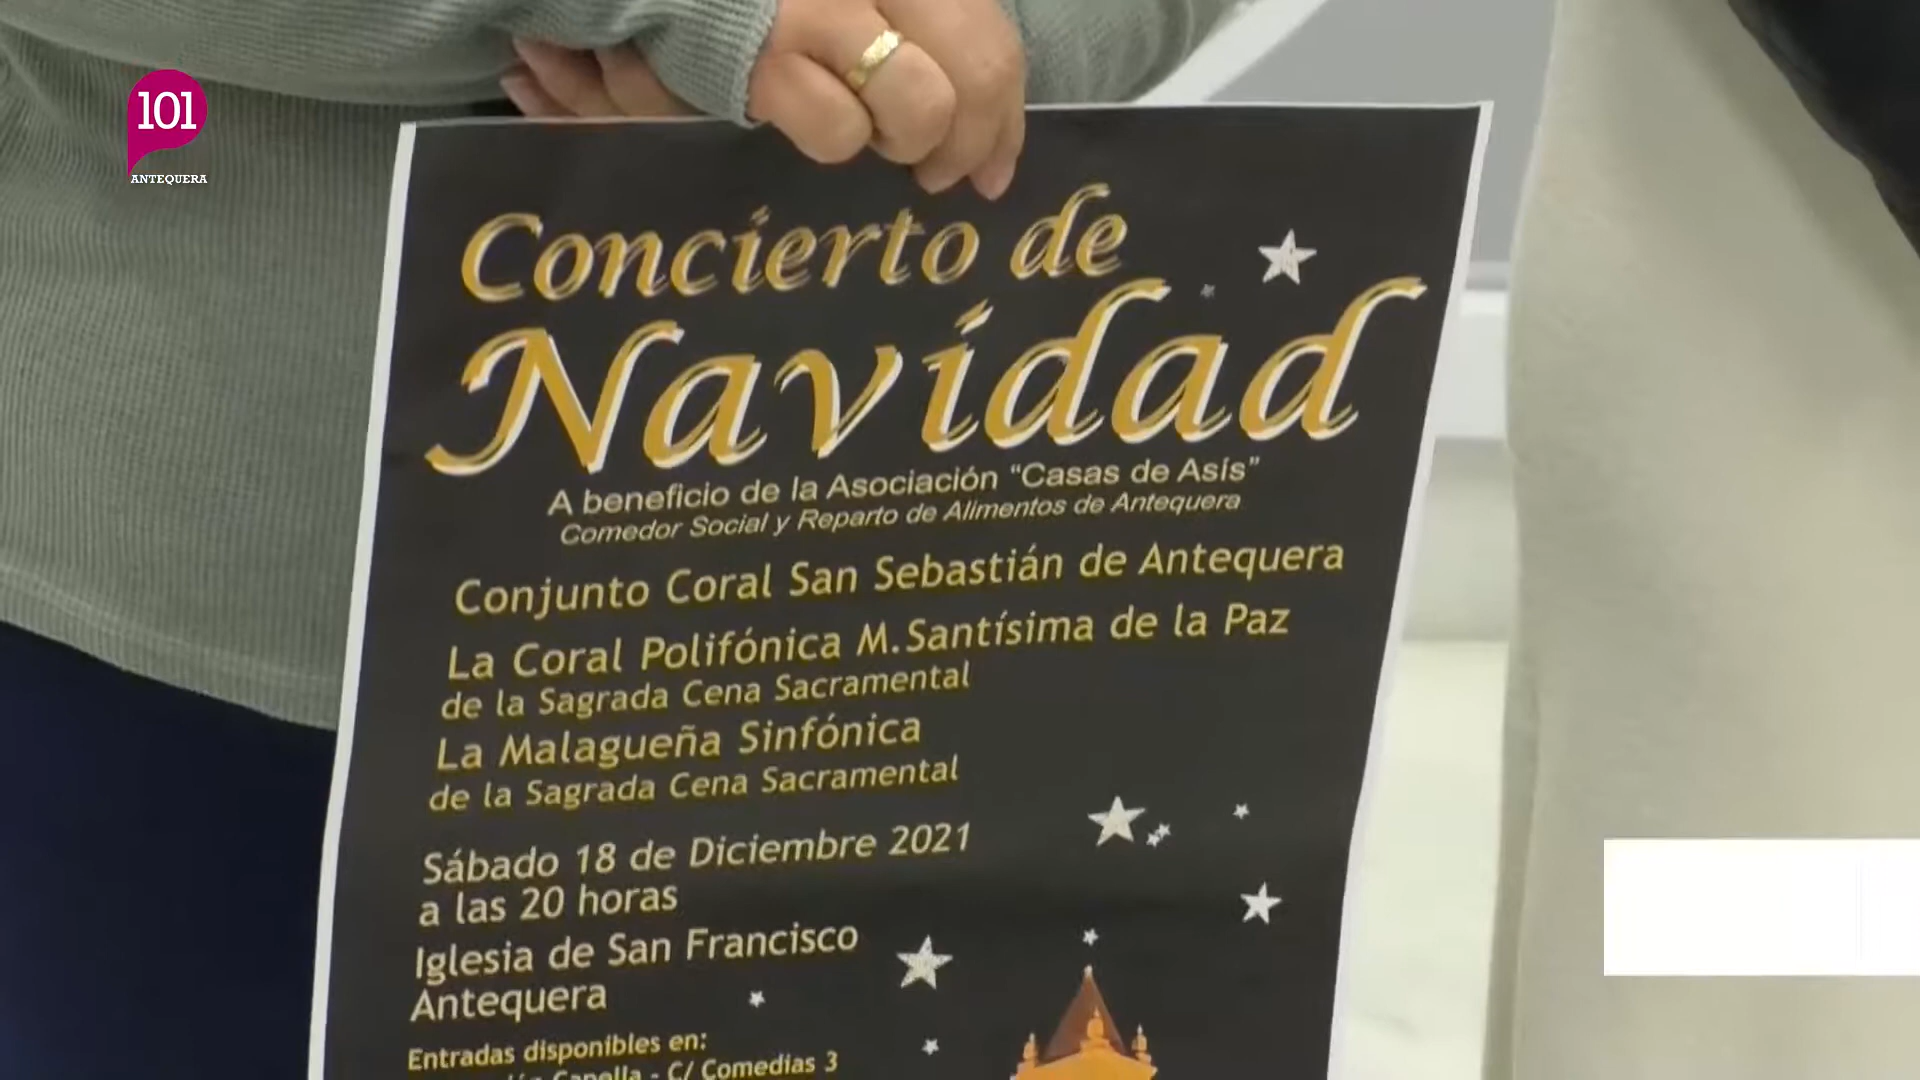 101
ANTEQUERA
Concierto de
Navidad
A beneficio de la Asociación “Casas de Asís”
Comedor Social y Reparto de Alimentos de Antequera
Conjunto Coral San Sebastián de Antequera
La Coral Polifónica M.Santísima de la Paz
de la Sagrada Cena Sacramental
La Malagueña Sinfónica
de la Sagrada Cena Sacramental
Sábado 18 de Diciembre 2021
a las 20 horas
Iglesia de San Francisco
Antequera
Entradas disponibles en:
Capella - C/ Comedias 3